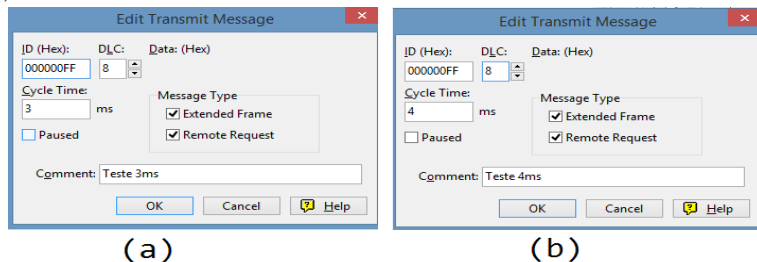 Edit Transmit Message
ID (Hex): DLC: Data: (Hex)
000000FF 8
Cycle Time:
3 ms
Message Type
Extended Frame
Paused
Remote Request
Comment: Teste 3ms
OK Cancel Help
(a)
Edit Transmit Message
ID (Hex): DLC: Data: (Hex)
000000FF 8
Cycle Time:
4 ms
Message Type
Extended Frame
Paused
Remote Request
Comment: Teste 4ms
OK Cancel Help
(b)